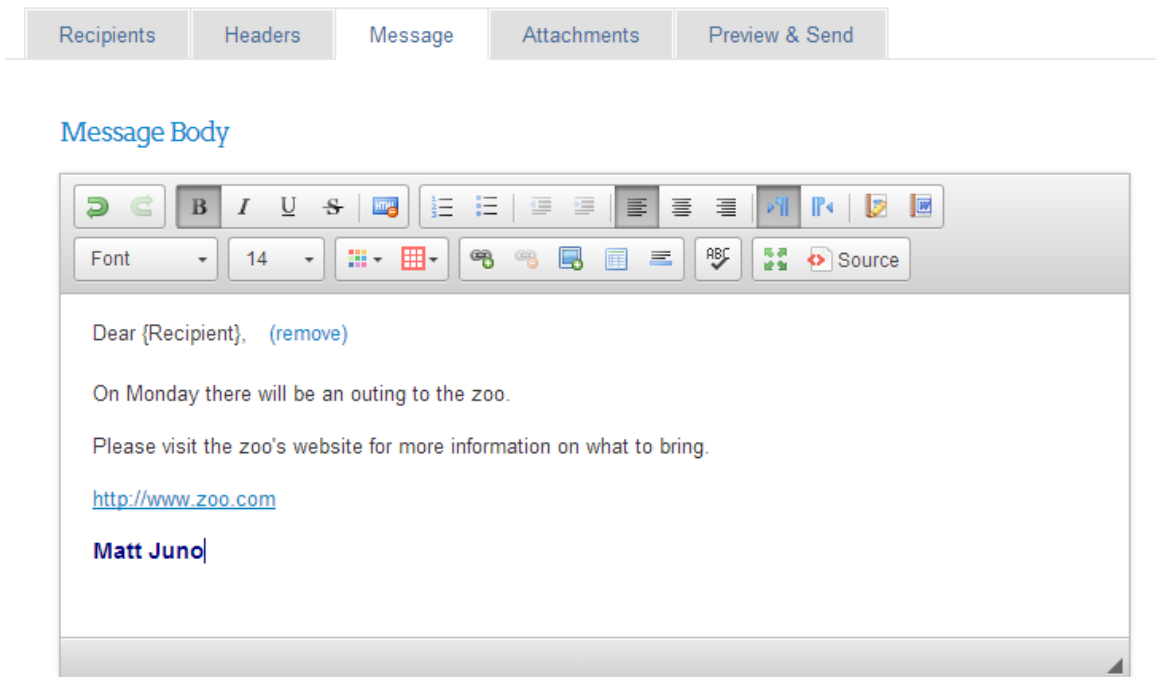 Recipients Headers Message Attachments Preview & Send
Message Body
B I U S HTML
Font 14 ABC Source
Dear {Recipient}, (remove)
On Monday there will be an outing to the zoo.
Please visit the zoo's website for more information on what to bring.
http://www.zoo.com
Matt Juno